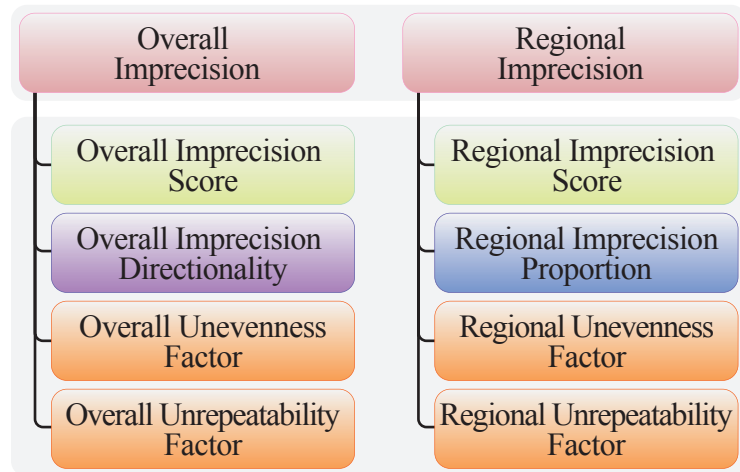 Overall
Imprecision
Regional
Imprecision
Overall Imprecision
Score
Overall Imprecision
Directionality
Overall Unevenness
Factor
Overall Unrepeatability
Factor
Regional Imprecision
Score
Regional Imprecision
Proportion
Regional Unevenness
Factor
Regional Unrepeatability
Factor